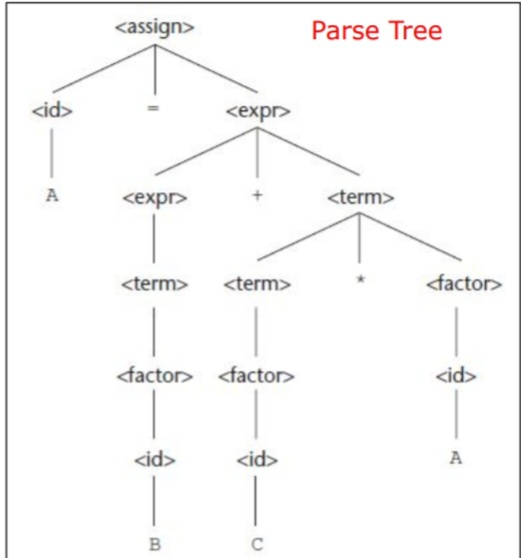 <assign> Parse Tree
<id> = <expr>
A <expr> + <term>
<term> <term> * <factor>
<factor> <factor> <id>
<id> <id> A
B C